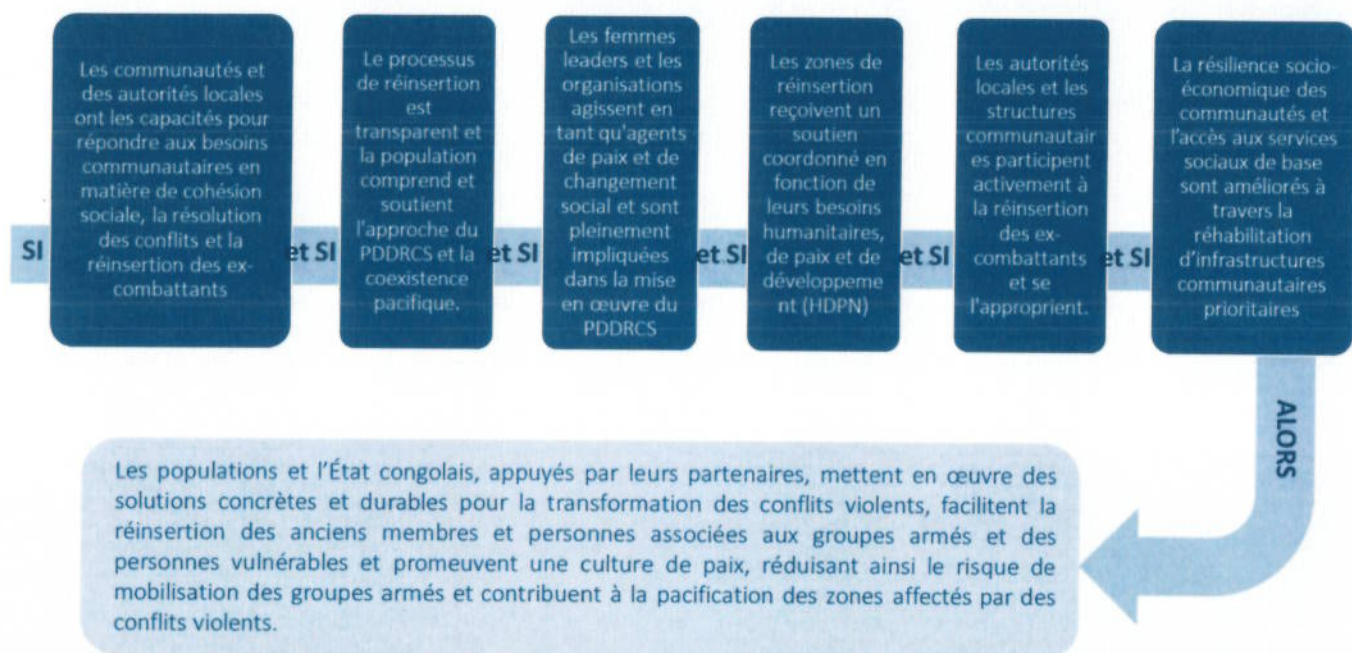 SI
Les communautés et
des autorités locales
ont les capacités pour
répondre aux besoins
communautaires en
matière de cohésion
sociale, la résolution
des conflits et la
réinsertion des ex-
combattants
et SI
Le processus
de réinsertion
est
transparent et
la population
comprend et
soutient
l'approche du
PDDRCS et la
coexistence
pacifique.
et SI
Les femmes
leaders et les
organisations
agissent en
tant qu'agents
de paix et de
changement
social et sont
pleinement
impliquées
dans la mise
en œuvre du
PDDRCS
et SI
Les zones de
réinsertion
reçoivent un
soutien
coordonné en
fonction de
leurs besoins
humanitaires,
de paix et de
développeme
nt (HDPN)
et SI
Les autorités
locales et les
structures
communautair
es participent
activement à
la réinsertion
des ex-
combattants
et se
l'approprient.
et SI
La résilience socio-
économique des
communautés et
l'accès aux services
sociaux de base
sont améliorés à
travers la
réhabilitation
d'infrastructures
communautaires
prioritaires
ALORS
Les populations et l'État congolais, appuyés par leurs partenaires, mettent en œuvre des
solutions concrètes et durables pour la transformation des conflits violents, facilitent la
réinsertion des anciens membres et personnes associées aux groupes armés et des
personnes vulnérables et promeuvent une culture de paix, réduisant ainsi le risque de
mobilisation des groupes armés et contribuent à la pacification des zones affectés par des
conflits violents.